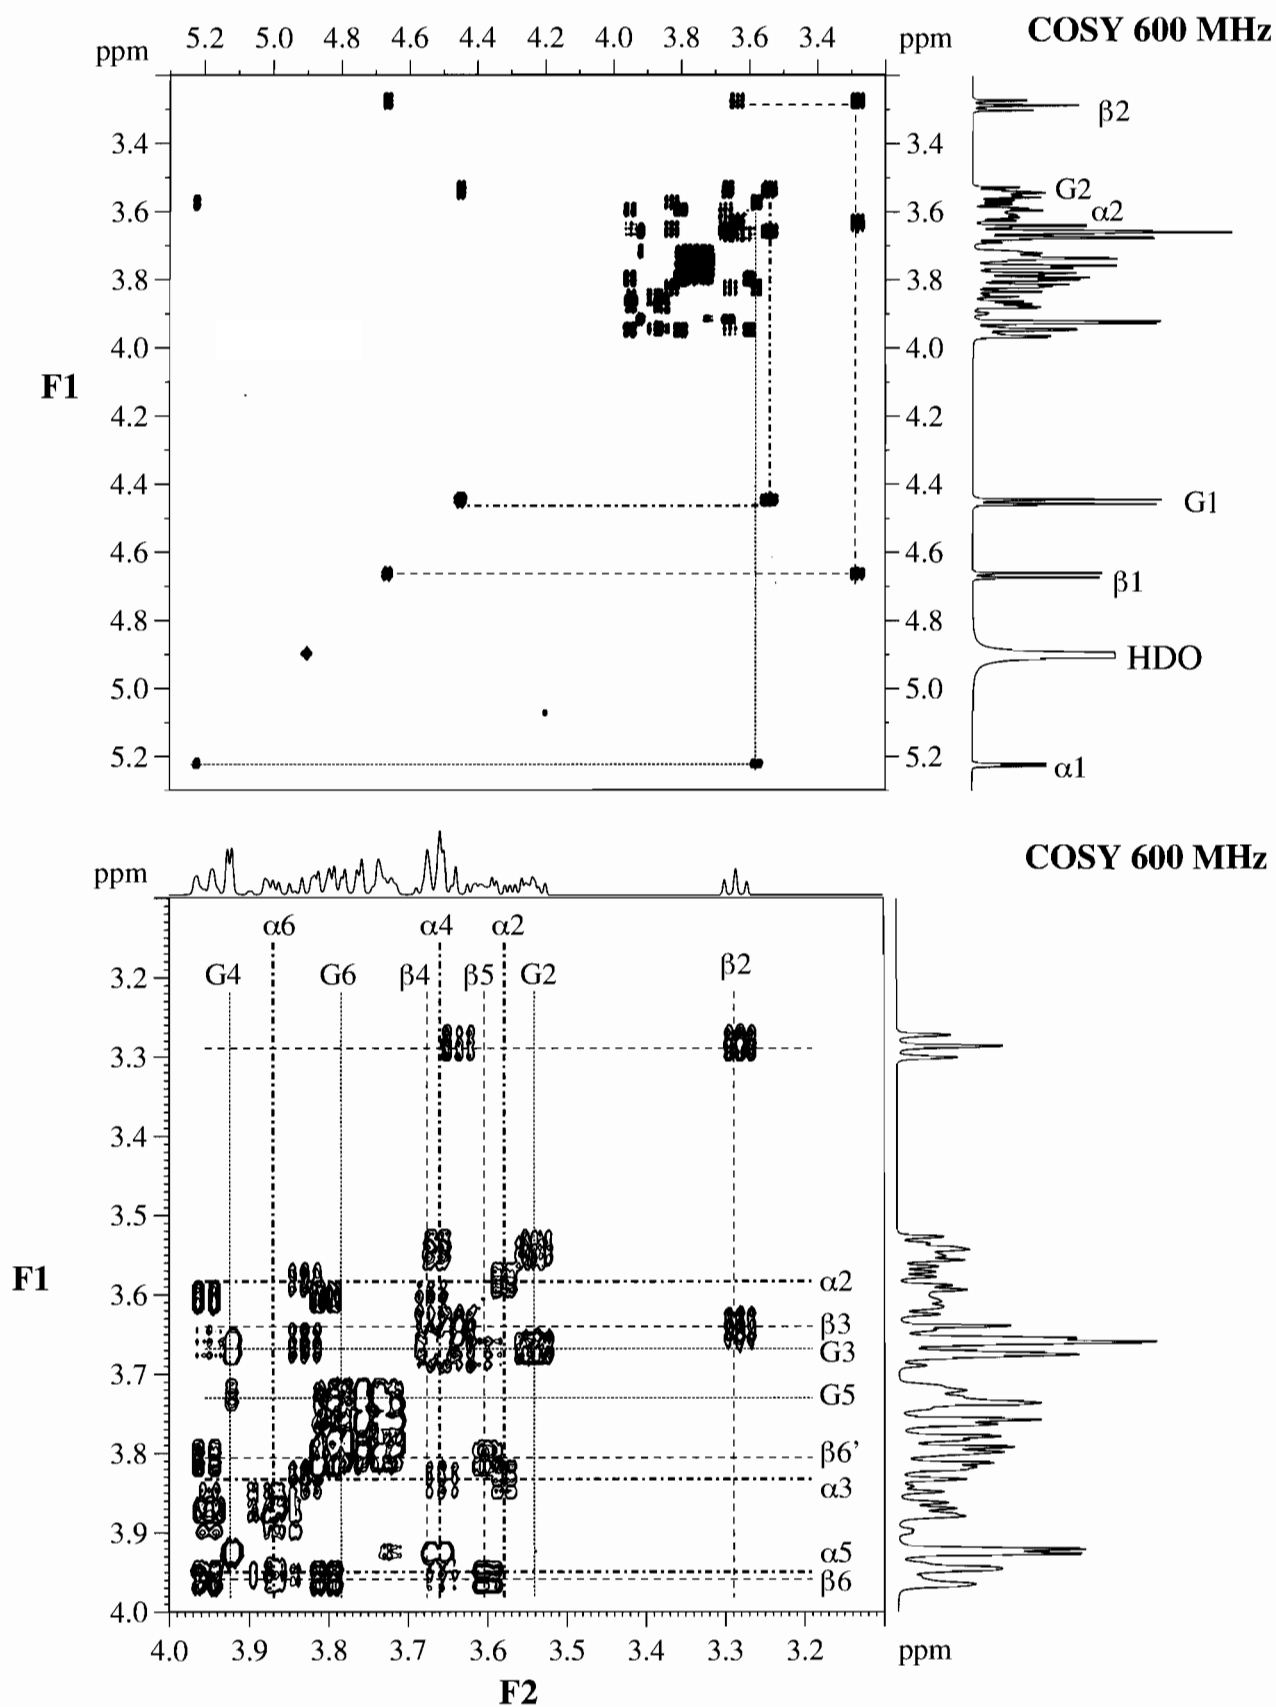 COSY 600 MHz
ppm 5.2 5.0 4.8 4.6 4.4 4.2 4.0 3.8 3.6 3.4 ppm
β2
3.4 3.4
G2
α2
3.6 3.6
3.8 3.8
4.0 4.0
F1
4.2 4.2
4.4 4.4
G1
4.6 4.6
β1
4.8 4.8
HDO
5.0 5.0
5.2 5.2
α1
COSY 600 MHz
ppm
α6 α4 α2
G4 G6 β4 β5 G2 β2
3.2
3.3
3.4
3.5
F1
α2
3.6
β3
G3
3.7
G5
3.8
β6’
α3
3.9
α5
β6
4.0
4.0 3.9 3.8 3.7 3.6 3.5 3.4 3.3 3.2 ppm
F2